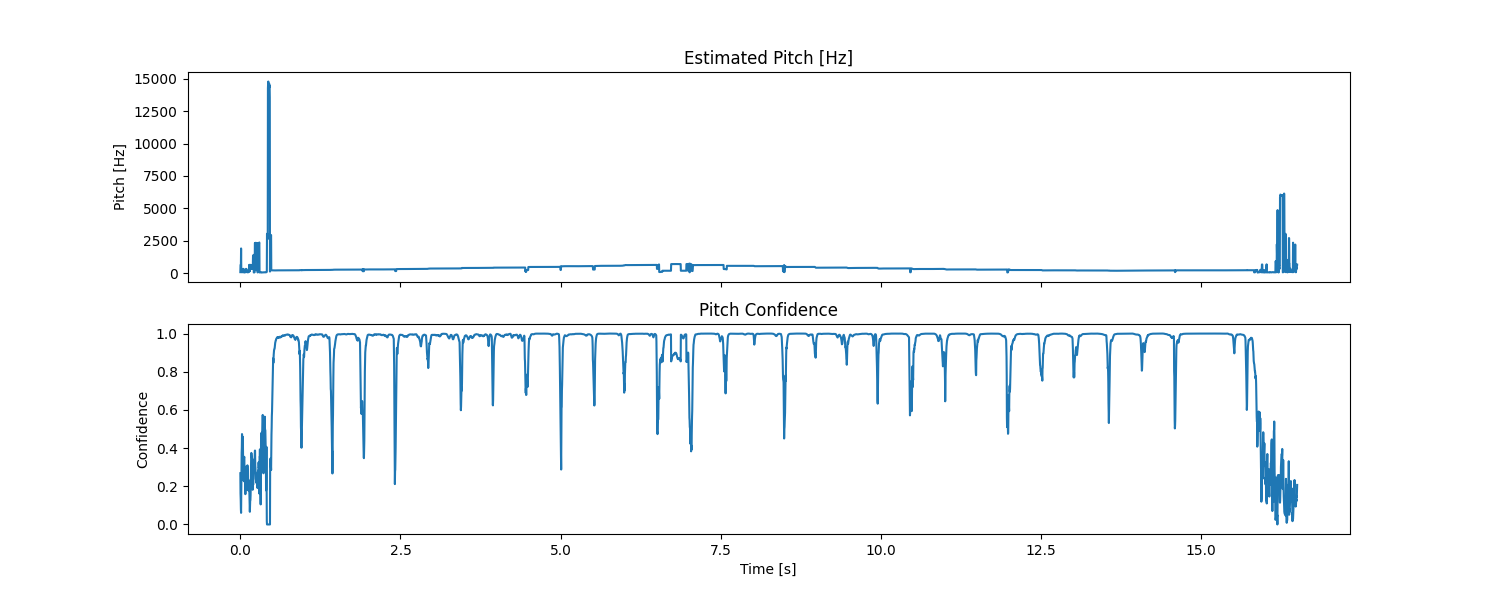 Estimated Pitch [Hz]
15000
12500
10000
7500
5000
2500
0
Pitch [Hz]
Pitch Confidence
1.0
0.8
0.6
0.4
0.2
0.0
Confidence
0.0 2.5 5.0 7.5 10.0 12.5 15.0
Time [s]